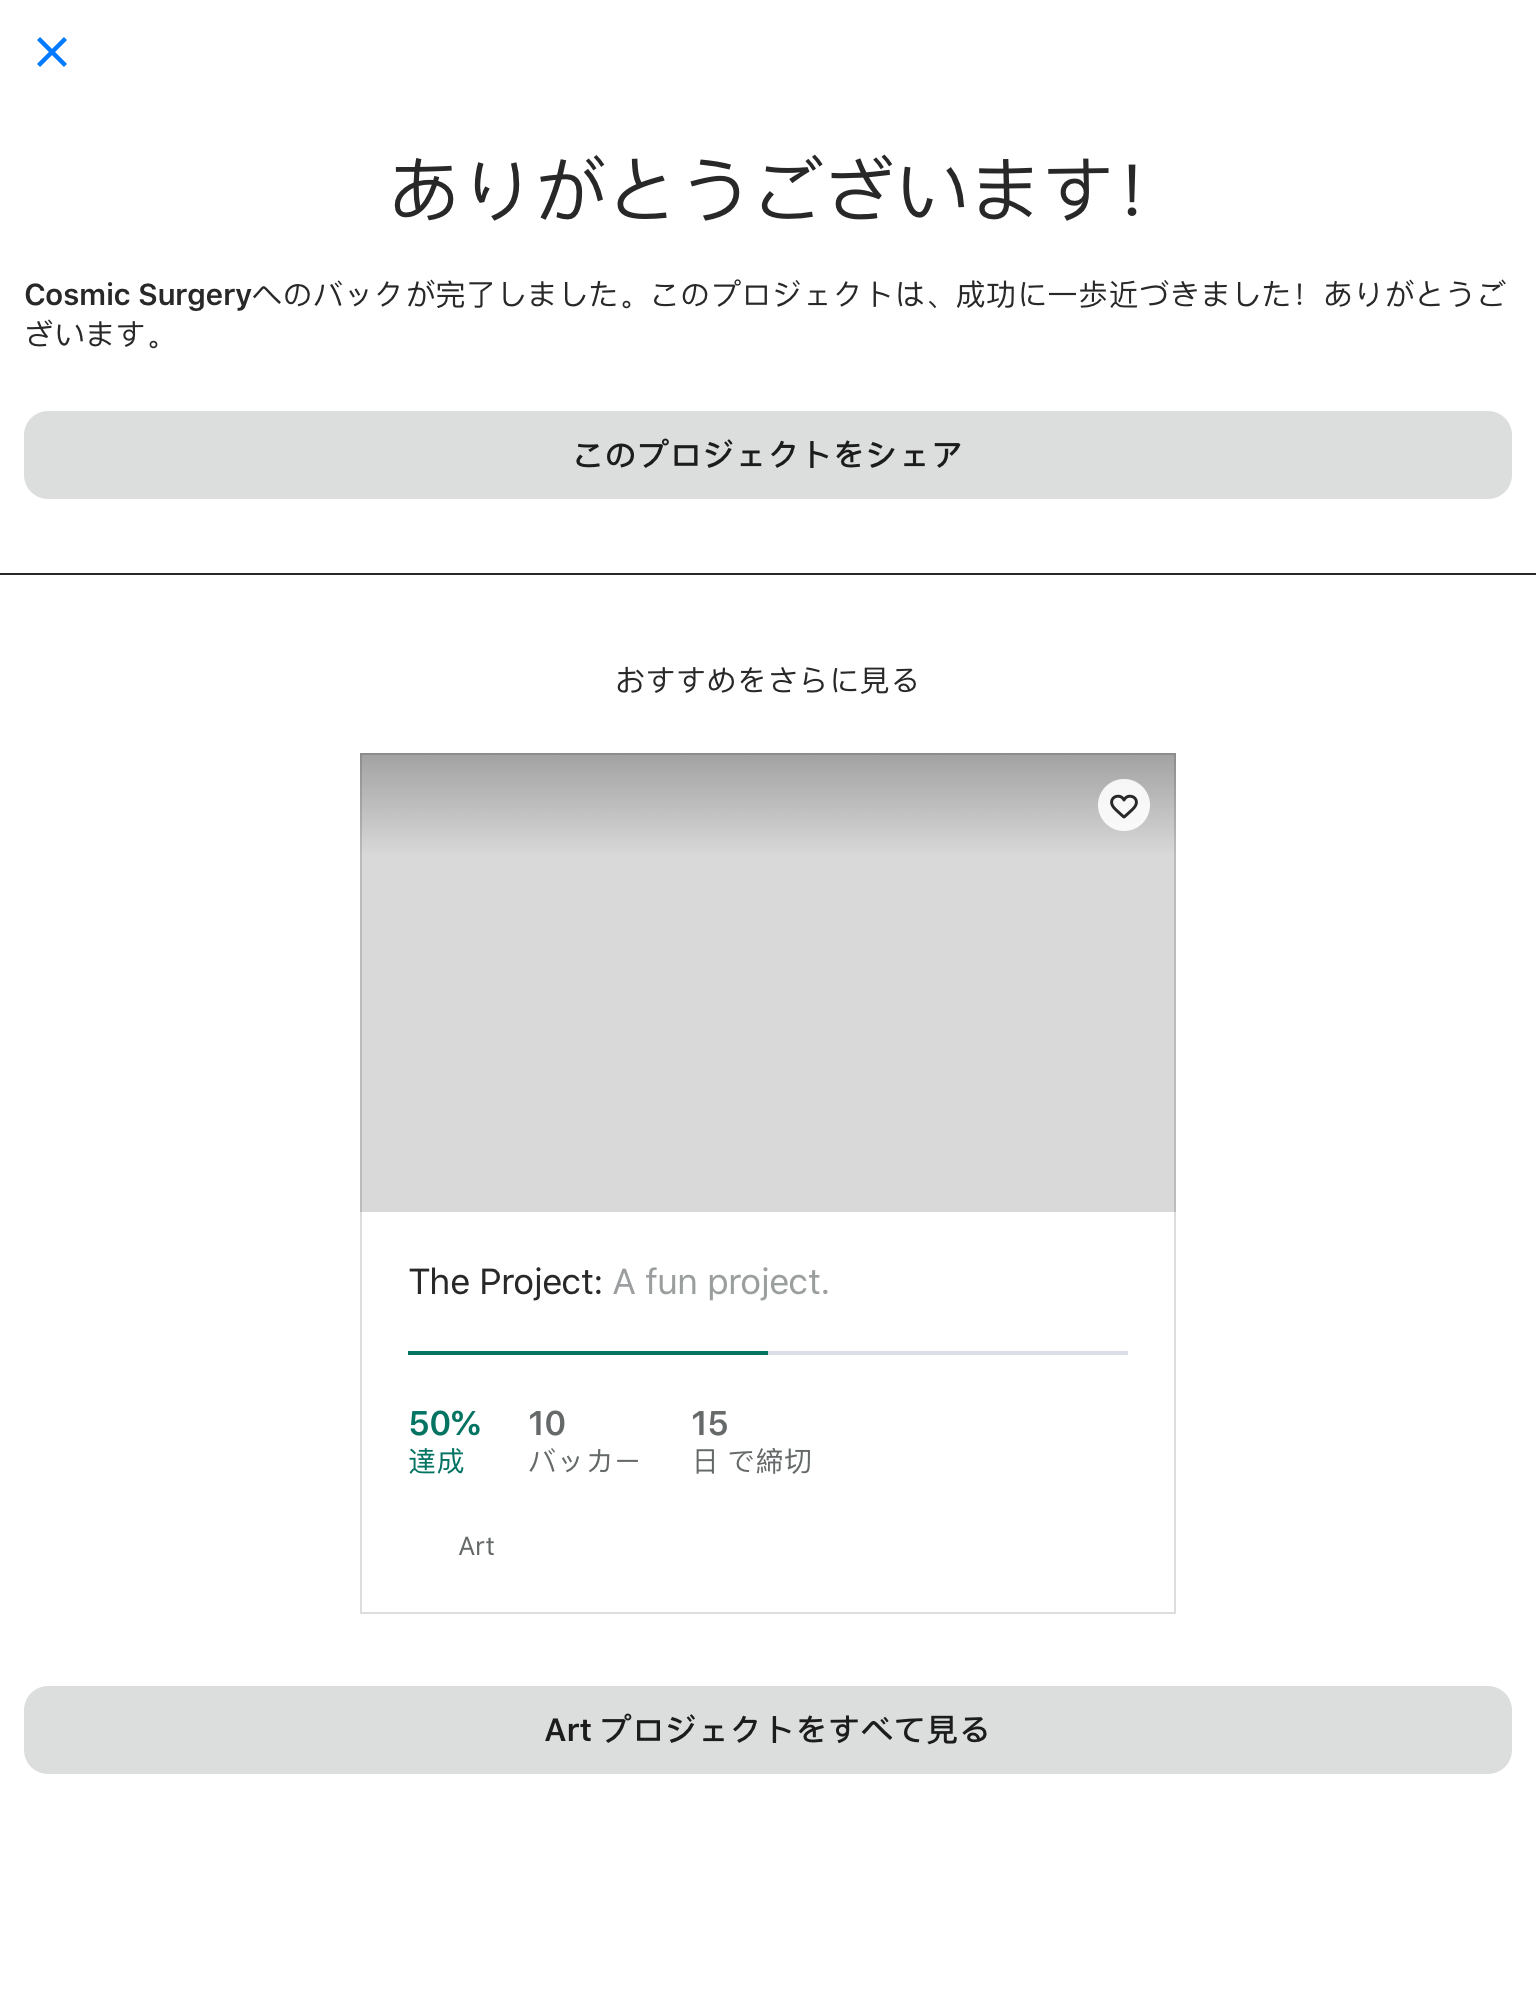 ありがとうございます！
Cosmic Surgeryへのバックが完了しました。このプロジェクトは、成功に一歩近づきました！ありがとうご
ざいます。
このプロジェクトをシェア
おすすめをさらに見る
The Project: A fun project.
50% 10 15
達成 バッカー 日 で締切
Art
Art プロジェクトをすべて見る